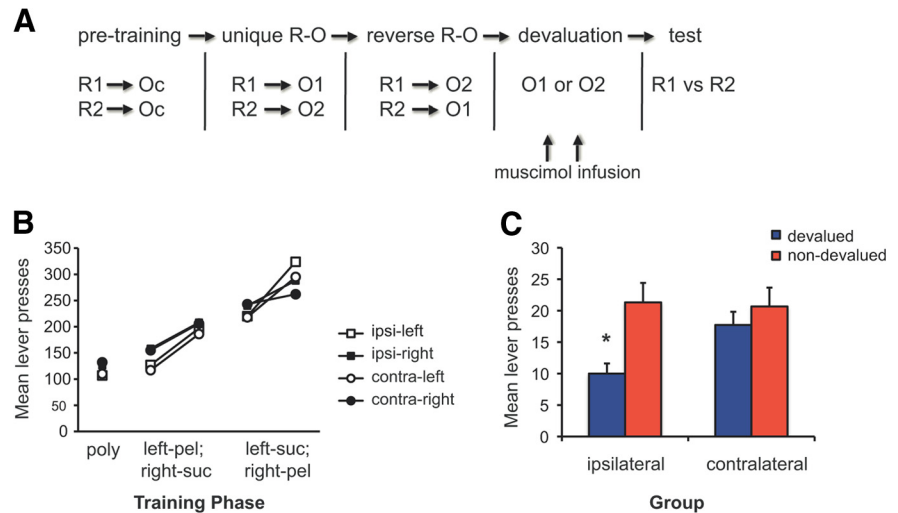 A
pre-training unique R-O reverse R-O devaluation test
R1 Oc R1 O1 R1 O2 O1 or O2 R1 vs R2
R2 Oc R2 O2 R2 O1
muscimol infusion
B
350
300
250
200
150
100
50
0
Mean lever presses
poly left-pel; left-suc;
right-suc right-pel
Training Phase
ipsi-left
ipsi-right
contra-left
contra-right
C
devalued
non-devalued
30
25
20
15
10
5
0
Mean lever presses
*
ipsilateral contralateral
Group